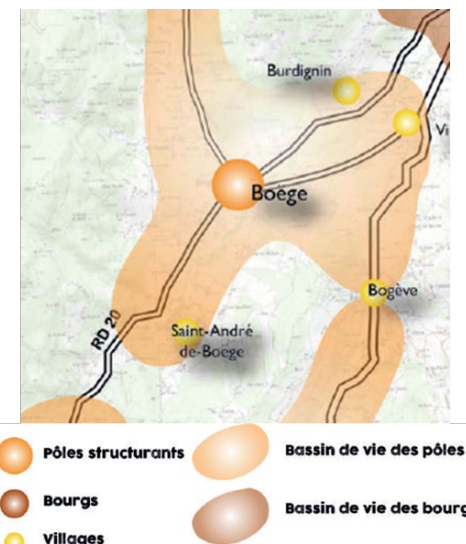 Burdignin
Vi
Boëge
Bogève
RD 20
Saint-André
de-Boege
Pôles structurants
Bassin de vie des pôles
Bourgs
Bassin de vie des bourg
Villages